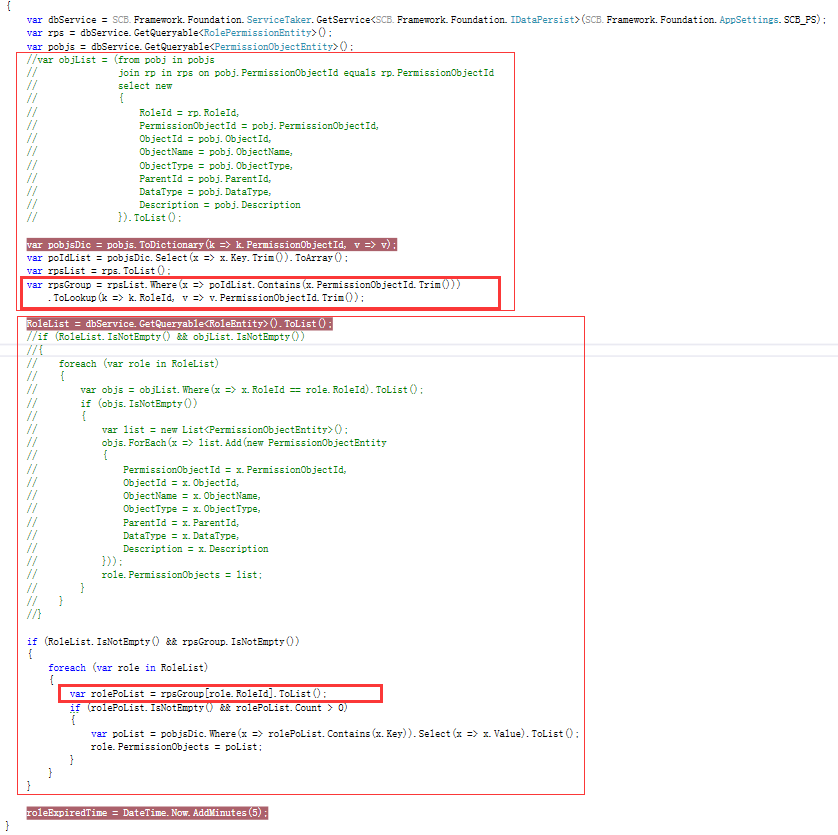 {
var dbService = SCB.Framework.Foundation.ServiceTaker.GetService<SCB.Framework.Foundation.IDataPersist>(SCB.Framework.Foundation.AppSettings.SCB_PS);
var rps = dbService.GetQueryable<RolePermissionEntity>();
var pobjs = dbService.GetQueryable<PermissionObjectEntity>();
//var objList = (from pobj in pobjs
// join rp in rps on pobj.PermissionObjectId equals rp.PermissionObjectId
// select new
// {
// RoleId = rp.RoleId,
// PermissionObjectId = pobj.PermissionObjectId,
// ObjectId = pobj.ObjectId,
// ObjectName = pobj.ObjectName,
// ObjectType = pobj.ObjectType,
// ParentId = pobj.ParentId,
// DataType = pobj.DataType,
// Description = pobj.Description
// }).ToList();
var pobjsDic = pobjs.ToDictionary(k => k.PermissionObjectId, v => v);
var poIdList = pobjsDic.Select(x => x.Key.Trim()).ToArray();
var rpsList = rps.ToList();
var rpsGroup = rpsList.Where(x => poIdList.Contains(x.PermissionObjectId.Trim()))
.ToLookup(k => k.RoleId, v => v.PermissionObjectId.Trim());
RoleList = dbService.GetQueryable<RoleEntity>().ToList();
//if (RoleList.IsNotEmpty() && objList.IsNotEmpty())
//{
// foreach (var role in RoleList)
// {
// var objs = objList.Where(x => x.RoleId == role.RoleId).ToList();
// if (objs.IsNotEmpty())
// {
// var list = new List<PermissionObjectEntity>();
// objs.ForEach(x => list.Add(new PermissionObjectEntity
// {
// PermissionObjectId = x.PermissionObjectId,
// ObjectId = x.ObjectId,
// ObjectName = x.ObjectName,
// ObjectType = x.ObjectType,
// ParentId = x.ParentId,
// DataType = x.DataType,
// Description = x.Description
// }));
// role.PermissionObjects = list;
// }
// }
//}
if (RoleList.IsNotEmpty() && rpsGroup.IsNotEmpty())
{
foreach (var role in RoleList)
{
var rolePoList = rpsGroup[role.RoleId].ToList();
if (rolePoList.IsNotEmpty() && rolePoList.Count > 0)
{
var poList = pobjsDic.Where(x => rolePoList.Contains(x.Key)).Select(x => x.Value).ToList();
role.PermissionObjects = poList;
}
}
}
roleExpiredTime = DateTime.Now.AddMinutes(5);
}